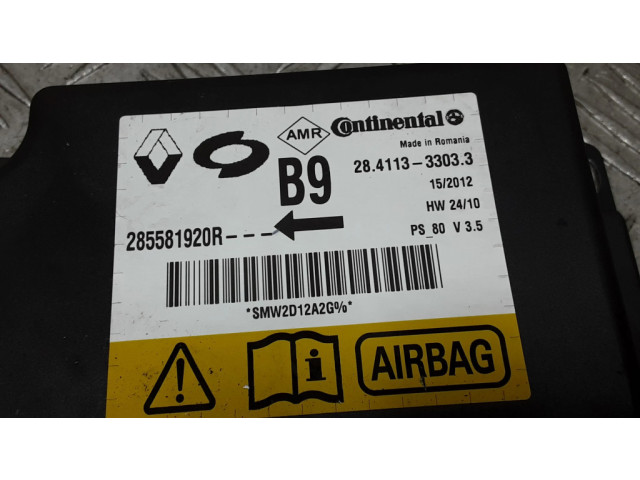 AMR
Continental
Made in Romania
B9
28.4113-3303.3
15/2012
HW 24/10
285581920R---
PS_80 V 3.5
*SMW2D12A2G%*
i
AIRBAG